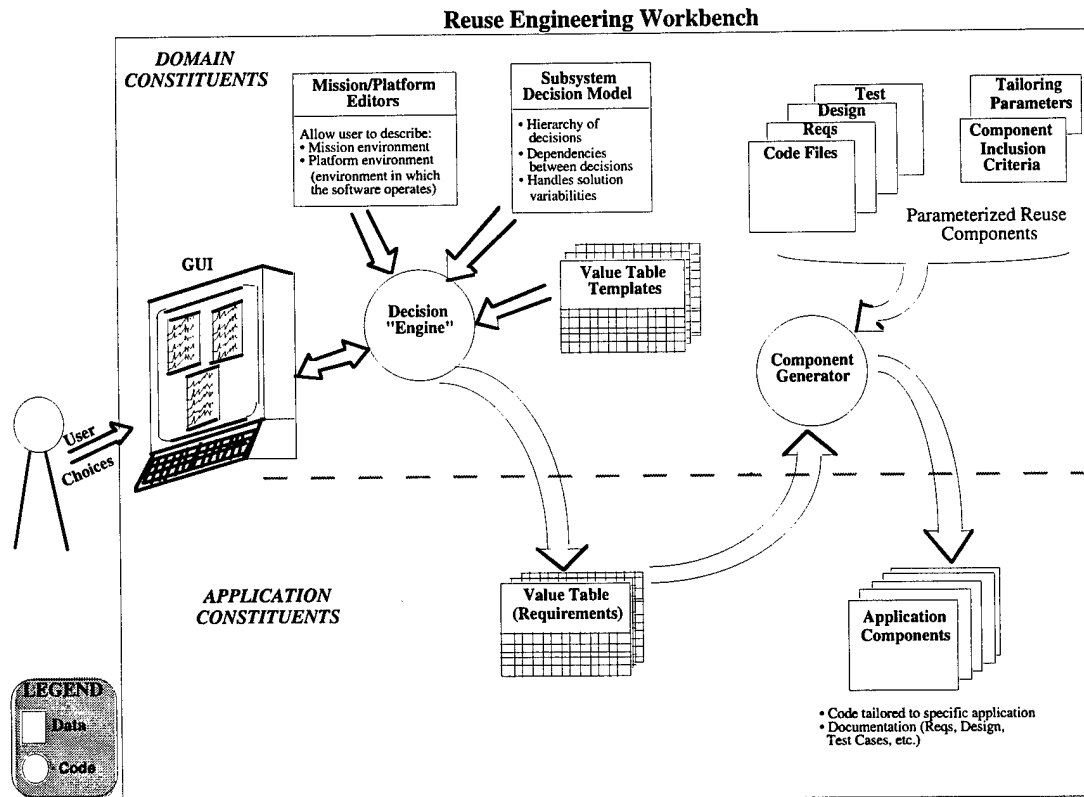 Reuse Engineering Workbench
DOMAIN
CONSTITUENTS
Mission/Platform
Editors
Allow user to describe:
• Mission environment
• Platform environment
(environment in which
the software operates)
Subsystem
Decision Model
• Hierarchy of
decisions
• Dependencies
between decisions
• Handles solution
variabilities
Test
Design
Reqs
Code Files
Tailoring
Parameters
Component
Inclusion
Criteria
Parameterized Reuse
Components
GUI
Decision
"Engine"
Value Table
Templates
Component
Generator
User
Choices
APPLICATION
CONSTITUENTS
Value Table
(Requirements)
Application
Components
• Code tailored to specific application
• Documentation (Reqs, Design,
Test Cases, etc.)
LEGEND
Data
Code